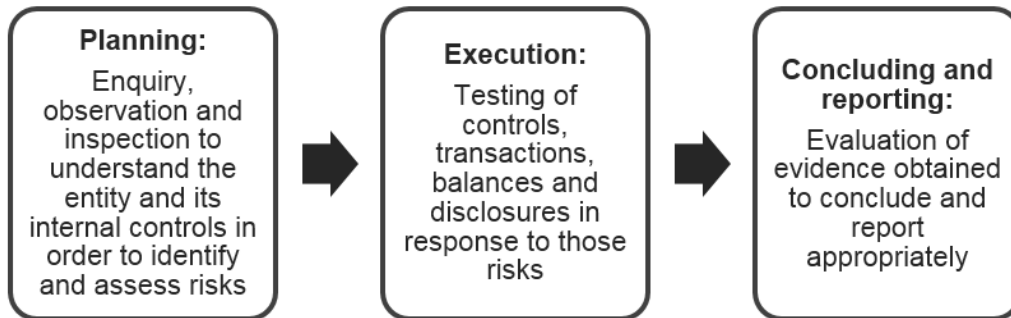 Planning:
Enquiry,
observation and
inspection to
understand the
entity and its
internal controls in
order to identify
and assess risks
Execution:
Testing of
controls,
transactions,
balances and
disclosures in
response to those
risks
Concluding and
reporting:
Evaluation of
evidence obtained
to conclude and
report
appropriately